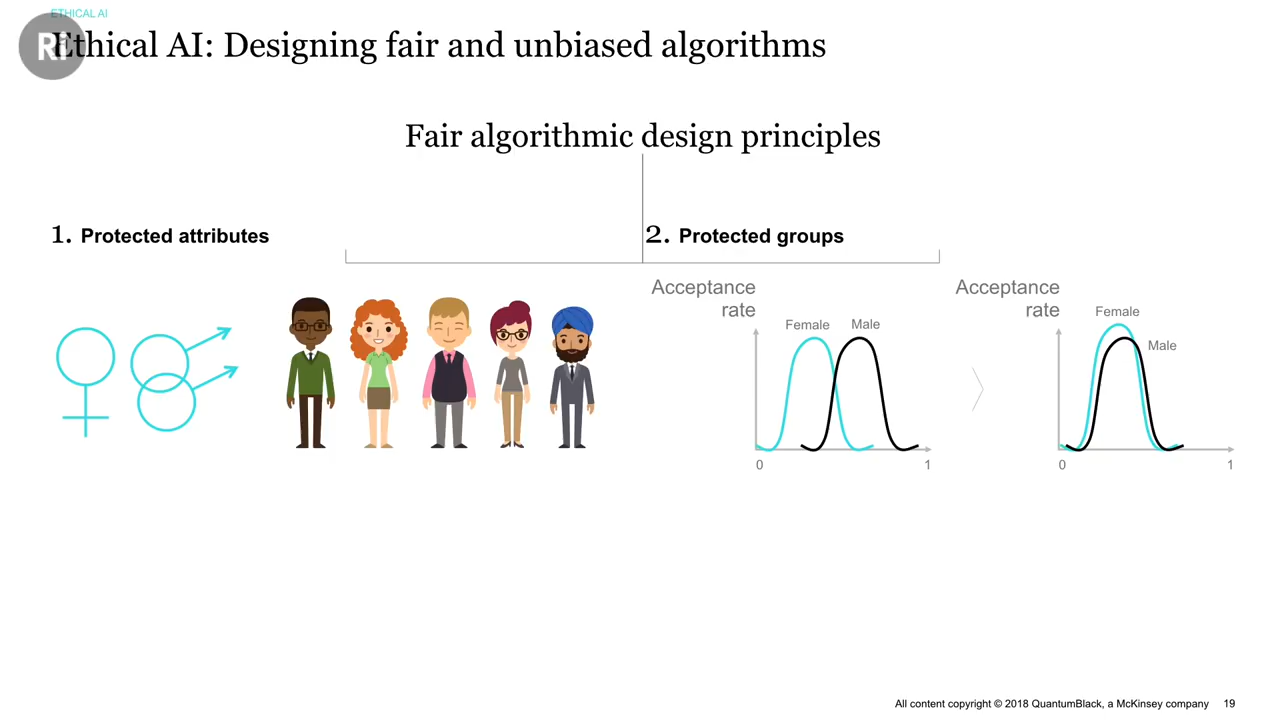 ETHICAL AI
Ri
Ethical AI: Designing fair and unbiased algorithms
Fair algorithmic design principles
1. Protected attributes
2. Protected groups
Acceptance
rate
Female
Male
0
1
Acceptance
rate
Female
Male
0
1
All content copyright © 2018 QuantumBlack, a McKinsey company
19